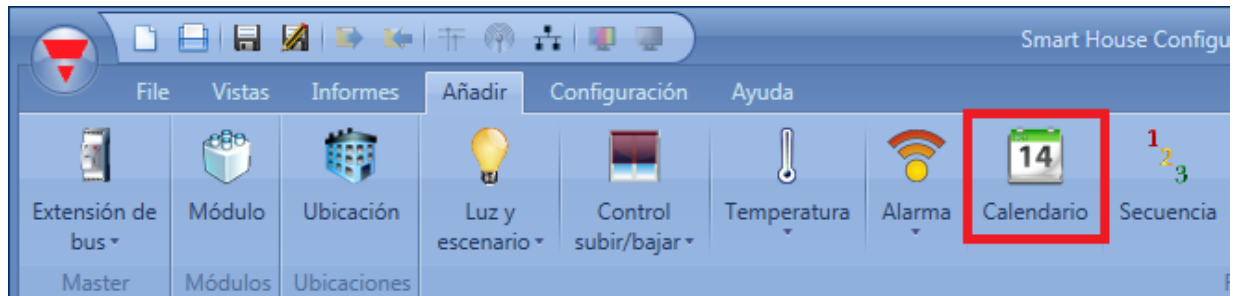 Smart House Configu
File Vistas Informes Añadir Configuración Ayuda
14
1
2
3
Extensión de bus
Módulo
Ubicación
Luz y escenario
Control subir/bajar
Temperatura
Alarma
Calendario
Secuencia
Master
Módulos
Ubicaciones